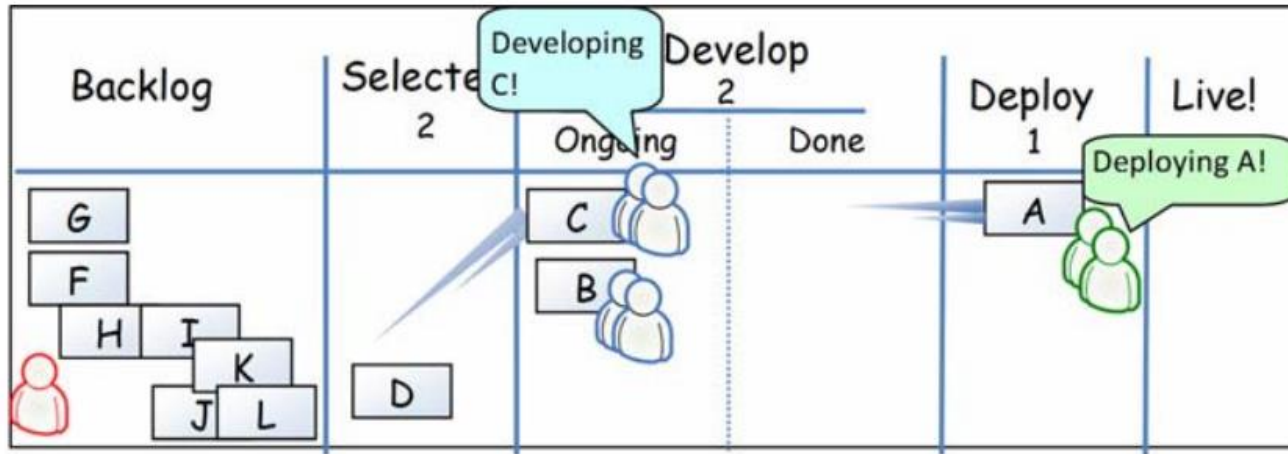 Backlog
Selecte
2
Developing
C!
Develop
2
Ongoing
Done
Deploy
1
Live!
Deploying A!
G
F
H I
K
J L
D
C
B
A